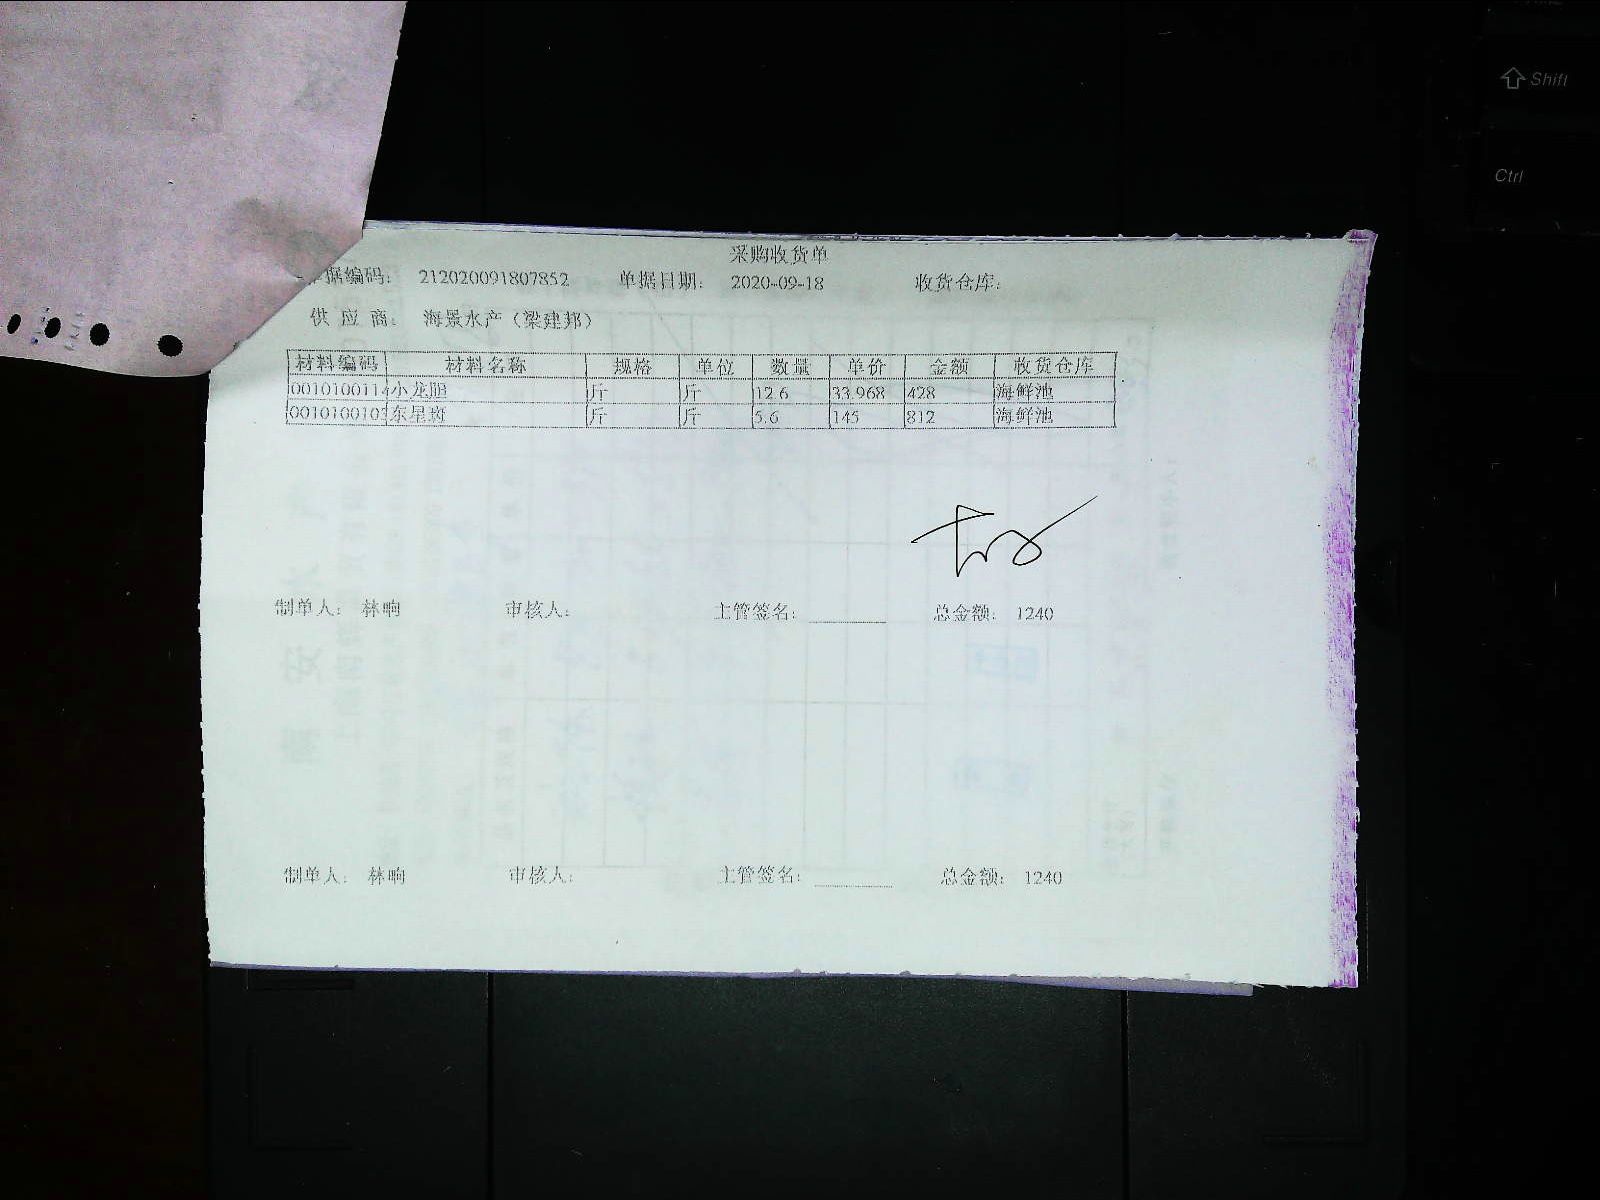 Shift
Ctrl
采购收货单
据编码: 212020091807852 单据日期: 2020-09-18 收货仓库:
供 应 商: 海景水产（梁建邦）
材料编码 材料名称 规格 单位 数量 单价 金额 收货仓库
0010100114 小龙胆 斤 斤 12.6 33.968 428 海鲜池
001010010 东星斑 斤 斤 5.6 145 812 海鲜池
制单人: 林晌 审核人: 主管签名: 总金额: 1240
制单人: 林晌 审核人: 主管签名: 总金额: 1240